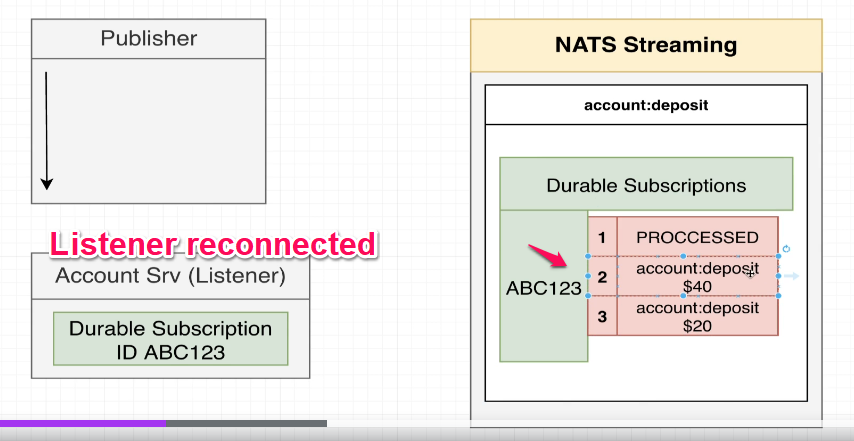 Publisher
Listener reconnected
Account Srv (Listener)
Durable Subscription
ID ABC123
NATS Streaming
account:deposit
Durable Subscriptions
ABC123
1
PROCCESSED
2
account:deposit
$40
3
account:deposit
$20